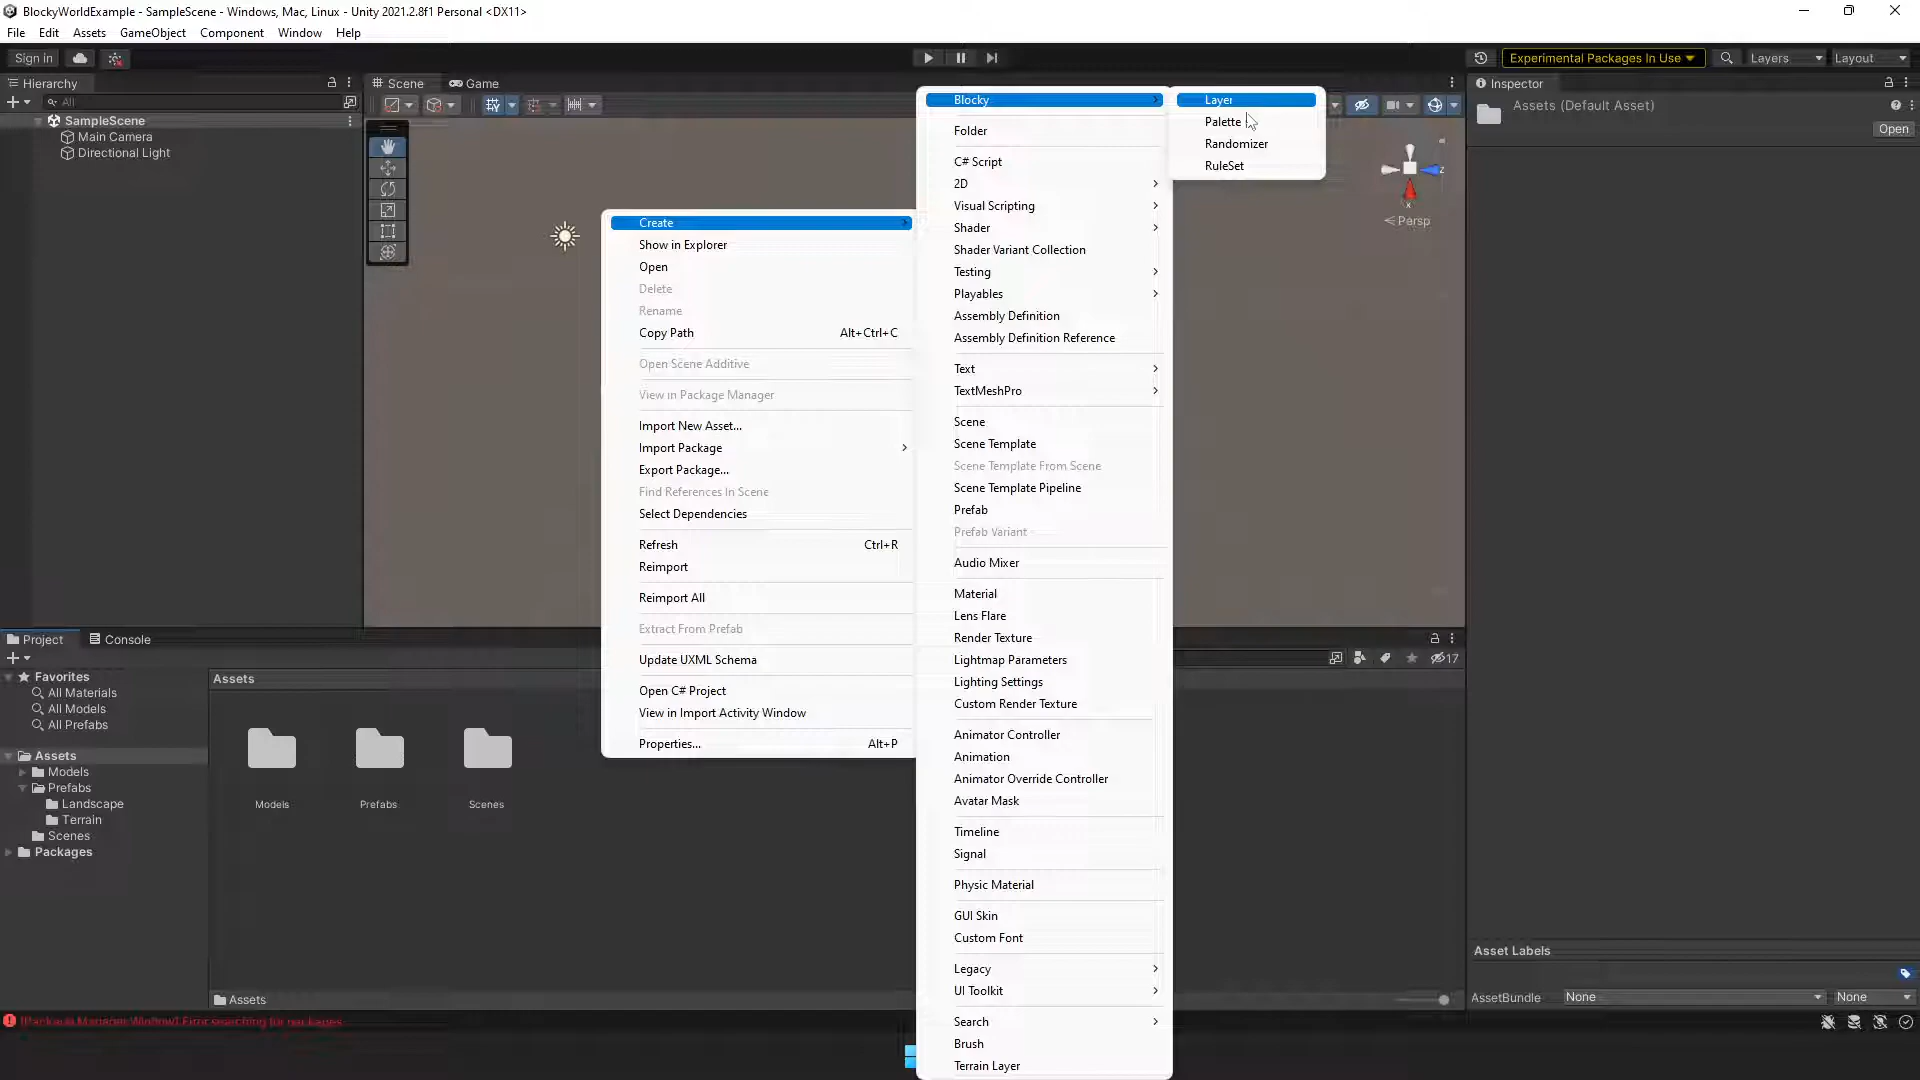 BlockyWorldExample - SampleScene - Windows, Mac, Linux - Unity 2021.2.8f1 Personal <DX11>
File Edit Assets GameObject Component Window Help
Sign in
Experimental Packages In Use
Layers
Layout
Hierarchy
All
SampleScene
Main Camera
Directional Light
Scene
Game
Persp
x
z
Inspector
Assets (Default Asset)
Open
Create
Show in Explorer
Open
Delete
Rename
Copy Path Alt+Ctrl+C
Open Scene Additive
View in Package Manager
Import New Asset...
Import Package
Export Package...
Find References In Scene
Select Dependencies
Refresh Ctrl+R
Reimport
Reimport All
Extract From Prefab
Update UXML Schema
Open C# Project
View in Import Activity Window
Properties... Alt+P
Blocky
Folder
C# Script
2D
Visual Scripting
Shader
Shader Variant Collection
Testing
Playables
Assembly Definition
Assembly Definition Reference
Text
TextMeshPro
Scene
Scene Template
Scene Template From Scene
Scene Template Pipeline
Prefab
Prefab Variant
Audio Mixer
Material
Lens Flare
Render Texture
Lightmap Parameters
Lighting Settings
Custom Render Texture
Animator Controller
Animation
Animator Override Controller
Avatar Mask
Timeline
Signal
Physic Material
GUI Skin
Custom Font
Legacy
UI Toolkit
Search
Brush
Terrain Layer
Layer
Palette
Randomizer
RuleSet
Project
Console
17
Favorites
All Materials
All Models
All Prefabs
Assets
Models
Prefabs
Landscape
Terrain
Scenes
Packages
Assets
Models
Prefabs
Scenes
Assets
Asset Labels
AssetBundle None None
[Package Manager Window] Error searching for packages.